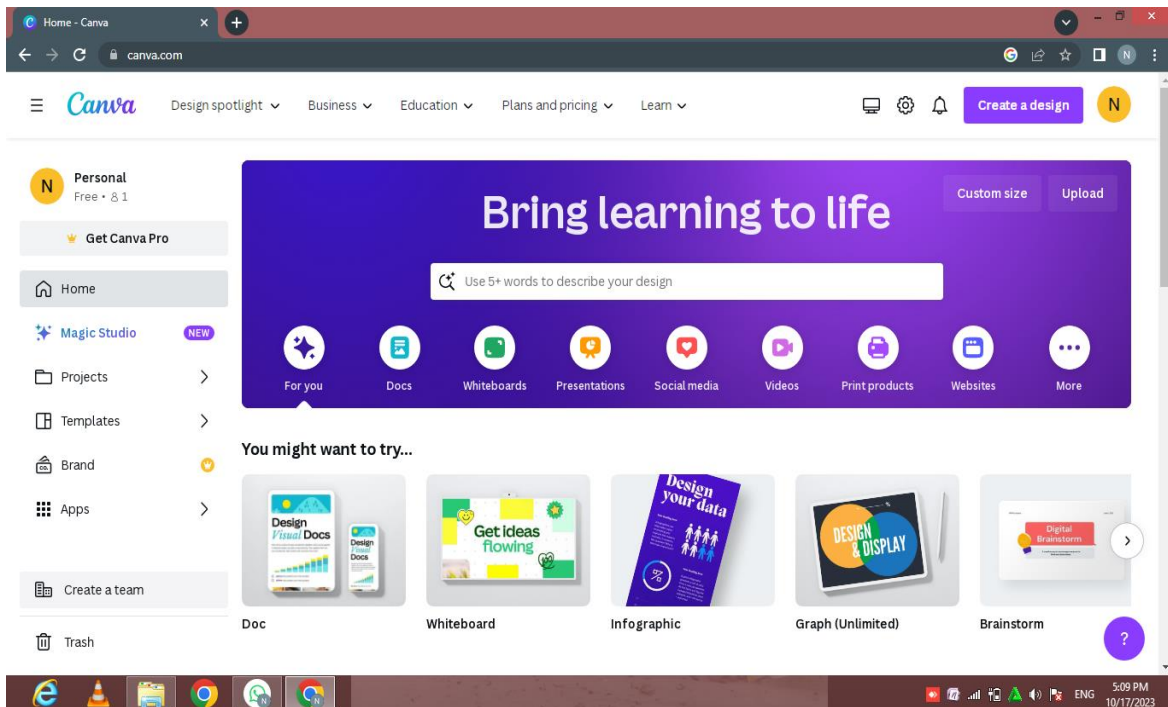 Home - Canva
canva.com
N
Canva
Design spotlight
Business
Education
Plans and pricing
Learn
Create a design
N
N
Personal
Free • 1
Get Canva Pro
Home
Magic Studio
NEW
Projects
Templates
Brand
Apps
Create a team
Trash
Bring learning to life
Custom size
Upload
Use 5+ words to describe your design
For you
Docs
Whiteboards
Presentations
Social media
Videos
Print products
Websites
More
You might want to try...
Design
Visual Docs
Design
Visual
Docs
Get ideas
flowing
Design
your data
%
DESIGN
& DISPLAY
Digital
Brainstorm
Doc
Whiteboard
Infographic
Graph (Unlimited)
Brainstorm
?
ENG
5:09 PM
10/17/2023